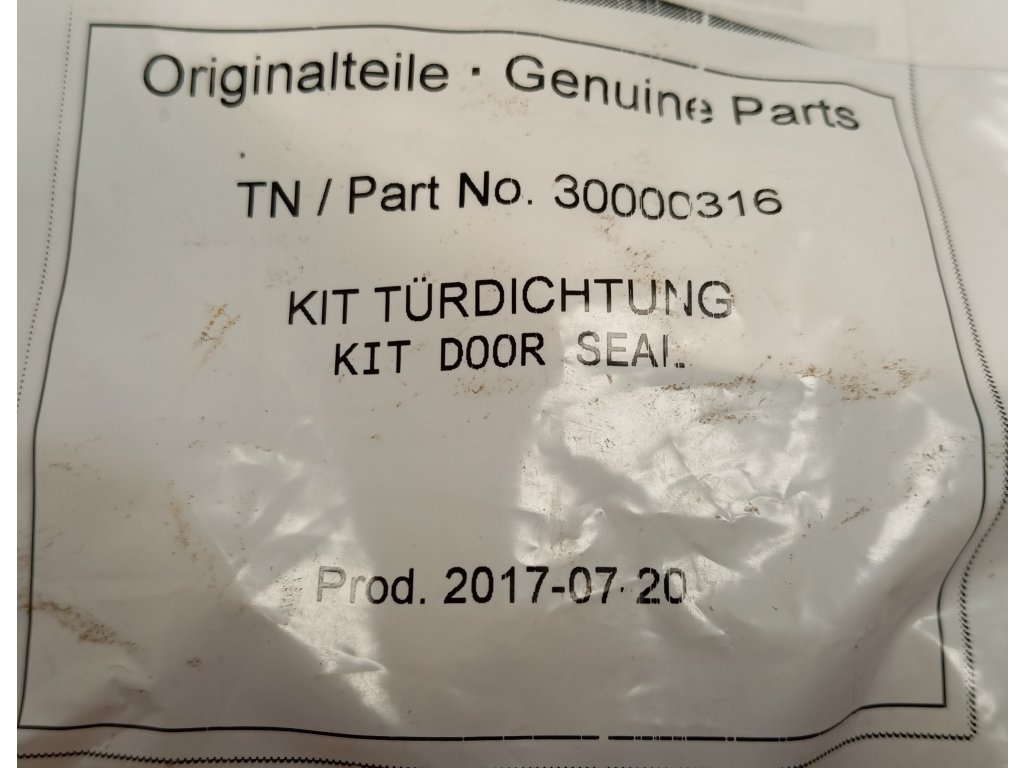 Originalteile · Genuine Parts
TN / Part No. 30000316
KIT TÜRDICHTUNG
KIT DOOR SEAL
Prod. 2017-07-20